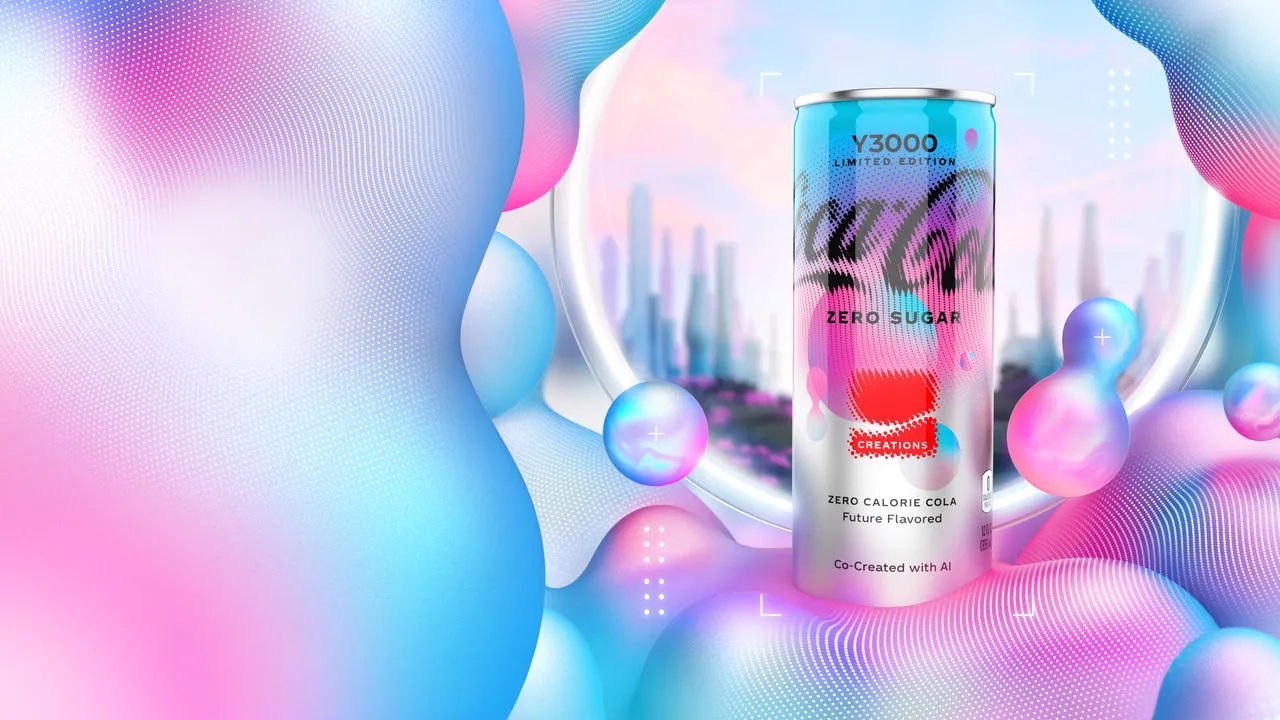 Y3000
LIMITED EDITION
Coca-Cola
ZERO SUGAR
CREATIONS
ZERO CALORIE COLA
Future Flavored
Co-Created with AI